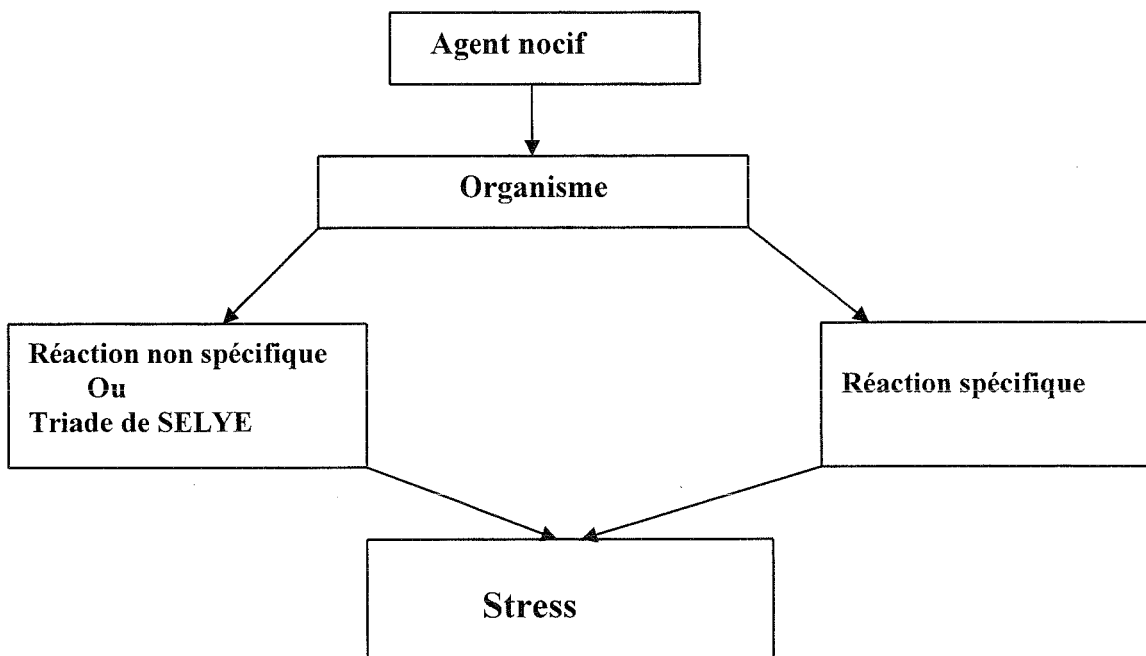 Agent nocif
Organisme
Réaction non spécifique
Ou
Triade de SELYE
Réaction spécifique
Stress